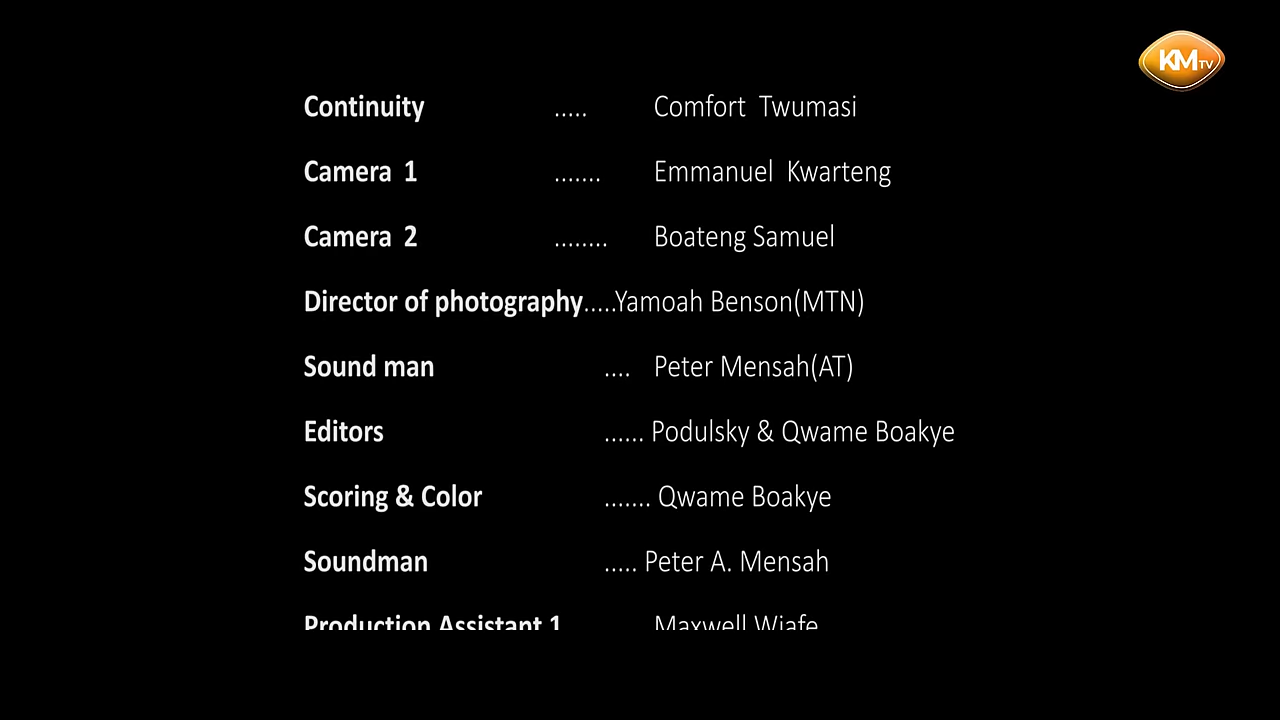 KM TV
Continuity ..... Comfort Twumasi
Camera 1 ....... Emmanuel Kwarteng
Camera 2 ........ Boateng Samuel
Director of photography.....Yamoah Benson(MTN)
Sound man .... Peter Mensah(AT)
Editors ...... Podulsky & Qwame Boakye
Scoring & Color ....... Qwame Boakye
Soundman ..... Peter A. Mensah
Production Assistant 1 Maxwell Wiafe